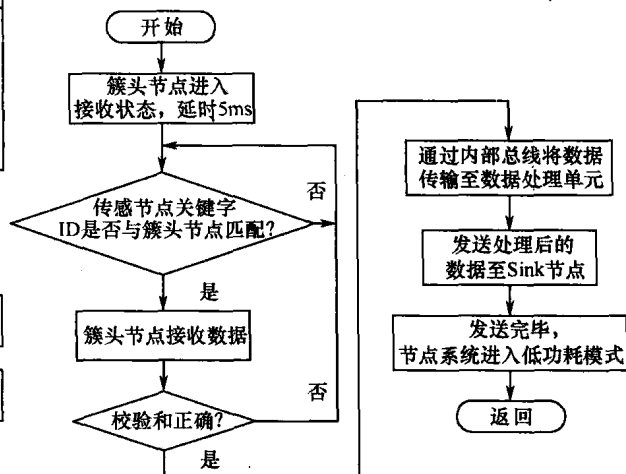 开始
簇头节点进入
接收状态，延时5ms
否
传感节点关键字
ID是否与簇头节点匹配?
是
簇头节点接收数据
否
校验和正确?
是
通过内部总线将数据
传输至数据处理单元
发送处理后的
数据至Sink节点
发送完毕，
节点系统进入低功耗模式
返回